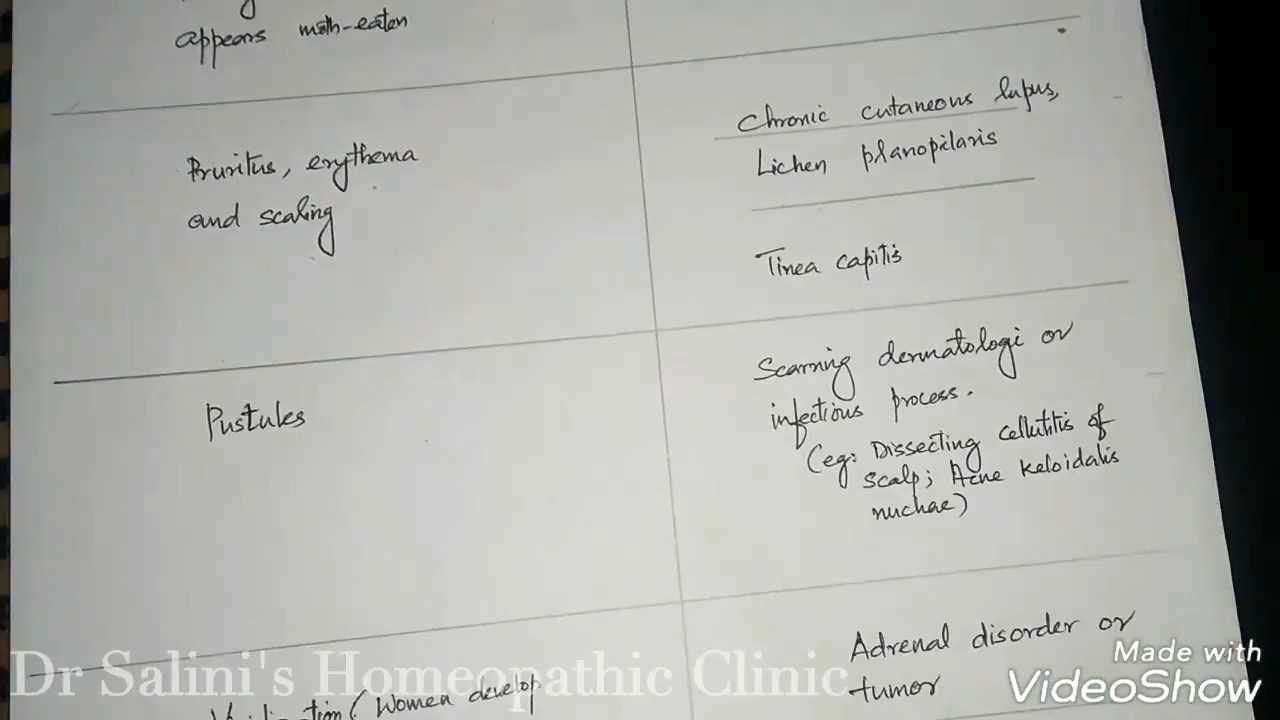 appears moth-eaten
Pruritus, erythema
and scaling
Chronic cutaneous lupus,
Lichen planopilaris
Tinea capitis
Pustules
Scarring dermatologi or
infectious process.
(eg: Dissecting cellutitis of
scalp; Acne keloidalis
nuchae)
(Women develop
Adrenal disorder or
tumor
Dr Salini's Homeopathic Clinic
Made with
VideoShow